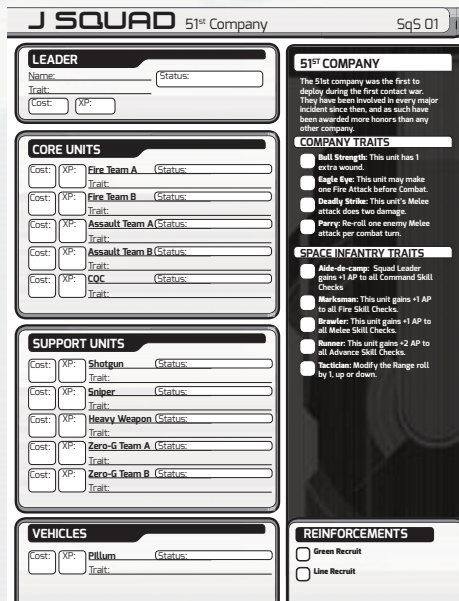 J SQUAD 51st Company SqS 01
LEADER
Name:
Status:
Trait:
Cost: XP:
CORE UNITS
Cost: XP: Fire Team A Status:
Trait:
Cost: XP: Fire Team B Status:
Trait:
Cost: XP: Assault Team A Status:
Trait:
Cost: XP: Assault Team B Status:
Trait:
Cost: XP: CQC Status:
Trait:
SUPPORT UNITS
Cost: XP: Shotgun Status:
Trait:
Cost: XP: Sniper Status:
Trait:
Cost: XP: Heavy Weapon Status:
Trait:
Cost: XP: Zero-G Team A Status:
Trait:
Cost: XP: Zero-G Team B Status:
Trait:
VEHICLES
Cost: XP: PIllum Status:
Trait:
51ST COMPANY
The 51st company was the first to
deploy during the first contact war.
They have been involved in every major
incident since then, and as such have
been awarded more honors than any
other company.
COMPANY TRAITS
Bull Strength: This unit has 1
extra wound.
Eagle Eye: This unit may make
one Fire Attack before Combat.
Deadly Strike: This unit's Melee
attack does two damage.
Parry: Re-roll one enemy Melee
attack per combat turn.
SPACE INFANTRY TRAITS
Aide-de-camp: Squad Leader
gains +1 AP to all Command Skill
Checks
Marksman: This unit gains +1 AP
to all Fire Skill Checks.
Brawler: This unit gains +1 AP to
all Melee Skill Checks.
Runner: This unit gains +2 AP to
all Advance Skill Checks.
Tactician: Modify the Range roll
by 1, up or down.
REINFORCEMENTS
Green Recruit
Line Recruit